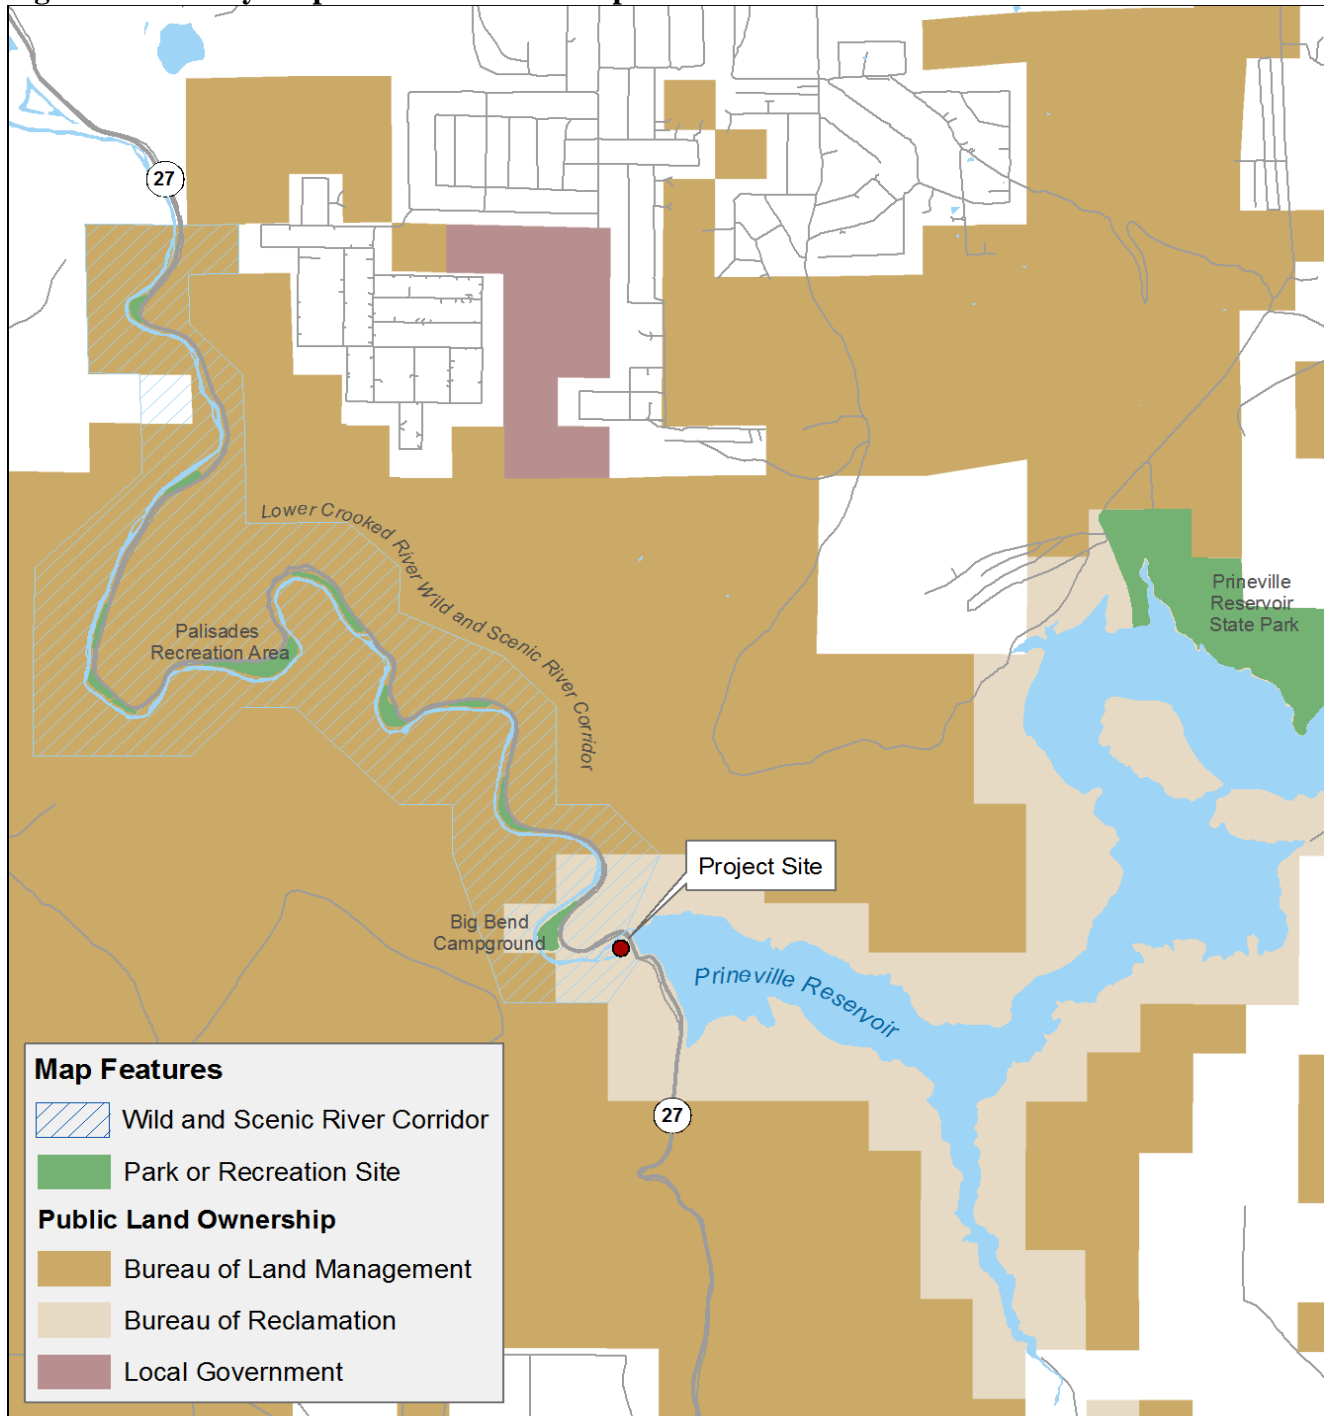 27
Lower Crooked River Wild and Scenic River Corridor
Prineville
Reservoir
State Park
Palisades
Recreation Area
Project Site
Big Bend
Campground
Prineville Reservoir
27
Map Features
Wild and Scenic River Corridor
Park or Recreation Site
Public Land Ownership
Bureau of Land Management
Bureau of Reclamation
Local Government